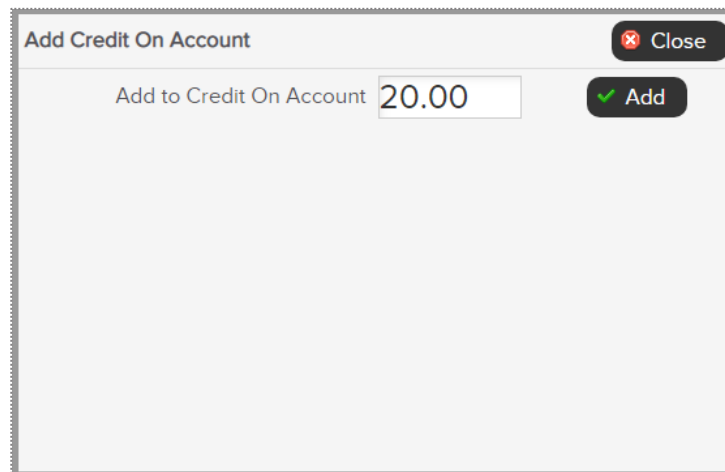 Add Credit On Account
Close
Add to Credit On Account 20.00
Add